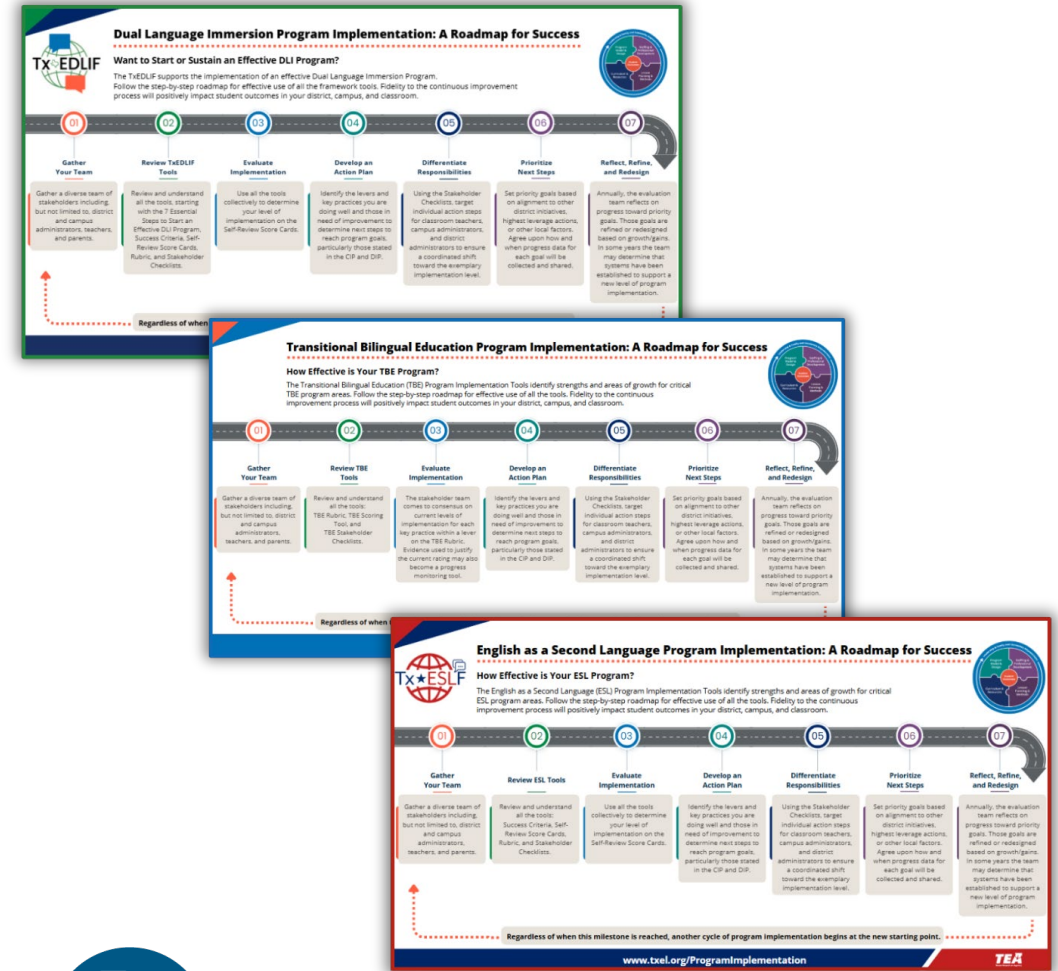 Dual Language Immersion Program Implementation: A Roadmap for Success
TxEDLIF
Want to Start or Sustain an Effective DLI Program?
The TxEDLIF supports the implementation of an effective Dual Language Immersion Program.
Follow the step-by-step roadmap for effective use of all the framework tools. Fidelity to the continuous improvement
process will positively impact student outcomes in your district, campus, and classroom.
01
02
03
04
05
06
07
Gather
Your Team
Gather a diverse team of
stakeholders including,
but not limited to, district
and campus
administrators, teachers,
and parents.
Review TxEDLIF
Tools
Review and understand
all the tools, starting
with the 7 Essential
Steps to Start an
Effective DLI Program,
Success Criteria, Self-
Review Score Cards,
Rubric, and Stakeholder
Checklists.
Evaluate
Implementation
Use all the tools
collectively to determine
your level of
implementation on the
Self-Review Score Cards.
Develop an
Action Plan
Identify the levers and
key practices you are
doing well and those in
need of improvement to
determine next steps to
reach program goals,
particularly those stated
in the CIP and DIP.
Differentiate
Responsibilities
Using the Stakeholder
Checklists, target
individual action steps
for classroom teachers,
campus administrators,
and district
administrators to ensure
a coordinated shift
toward the exemplary
implementation level.
Prioritize
Next Steps
Set priority goals based
on alignment to other
district initiatives,
highest leverage actions,
or other local factors.
Agree upon how and
when progress data for
each goal will be
collected and shared.
Reflect, Refine,
and Redesign
Annually, the evaluation
team reflects on
progress toward priority
goals. Those goals are
refined or redesigned
based on growth/gains.
In some years the team
may determine that
systems have been
established to support a
new level of program
implementation.
Regardless of when
Transitional Bilingual Education Program Implementation: A Roadmap for Success
How Effective is Your TBE Program?
The Transitional Bilingual Education (TBE) Program Implementation Tools identify strengths and areas of growth for critical
TBE program areas. Follow the step-by-step roadmap for effective use of all the tools. Fidelity to the continuous
improvement process will positively impact student outcomes in your district, campus, and classroom.
01
02
03
04
05
06
07
Gather
Your Team
Gather a diverse team of
stakeholders including,
but not limited to, district
and campus
administrators,
teachers, and parents.
Review TBE
Tools
Review and understand
all the tools:
TBE Rubric, TBE Scoring
Tool, and
TBE Stakeholder
Checklists.
Evaluate
Implementation
The stakeholder team
comes to consensus on
current levels of
implementation for each
key practice within a lever
on the TBE Rubric.
Evidence used to justify
the current rating may also
become a progress
monitoring tool.
Develop an
Action Plan
Identify the levers and
key practices you are
doing well and those in
need of improvement to
determine next steps to
reach program goals,
particularly those stated
in the CIP and DIP.
Differentiate
Responsibilities
Using the Stakeholder
Checklists, target
individual action steps
for classroom teachers,
campus administrators,
and district
administrators to ensure
a coordinated shift
toward the exemplary
implementation level.
Prioritize
Next Steps
Set priority goals based
on alignment to other
district initiatives,
highest leverage actions,
or other local factors.
Agree upon how and
when progress data for
each goal will be
collected and shared.
Reflect, Refine,
and Redesign
Annually, the evaluation
team reflects on
progress toward priority
goals. Those goals are
refined or redesigned
based on growth/gains.
In some years the team
may determine that
systems have been
established to support a
new level of program
implementation.
Regardless of when
English as a Second Language Program Implementation: A Roadmap for Success
Tx★ESLF
How Effective is Your ESL Program?
The English as a Second Language (ESL) Program Implementation Tools identify strengths and areas of growth for critical
ESL program areas. Follow the step-by-step roadmap for effective use of all the tools. Fidelity to the continuous
improvement process will positively impact student outcomes in your district, campus, and classroom.
01
02
03
04
05
06
07
Gather
Your Team
Gather a diverse team of
stakeholders including,
but not limited to, district
and campus
administrators,
teachers, and parents.
Review ESL Tools
Review and understand
all the tools:
Success Criteria, Self-
Review Score Cards,
Rubric, and Stakeholder
Checklists.
Evaluate
Implementation
Use all the tools
collectively to determine
your level of
implementation on the
Self-Review Score Cards.
Develop an
Action Plan
Identify the levers and
key practices you are
doing well and those in
need of improvement to
determine next steps to
reach program goals,
particularly those stated
in the CIP and DIP.
Differentiate
Responsibilities
Using the Stakeholder
Checklists, target
individual action steps
for classroom teachers,
campus administrators,
and district
administrators to ensure
a coordinated shift
toward the exemplary
implementation level.
Prioritize
Next Steps
Set priority goals based
on alignment to other
district initiatives,
highest leverage actions,
or other local factors.
Agree upon how and
when progress data for
each goal will be
collected and shared.
Reflect, Refine,
and Redesign
Annually, the evaluation
team reflects on
progress toward priority
goals. Those goals are
refined or redesigned
based on growth/gains.
In some years the team
may determine that
systems have been
established to support a
new level of program
implementation.
Regardless of when this milestone is reached, another cycle of program implementation begins at the new starting point.
www.txel.org/ProgramImplementation
TEA